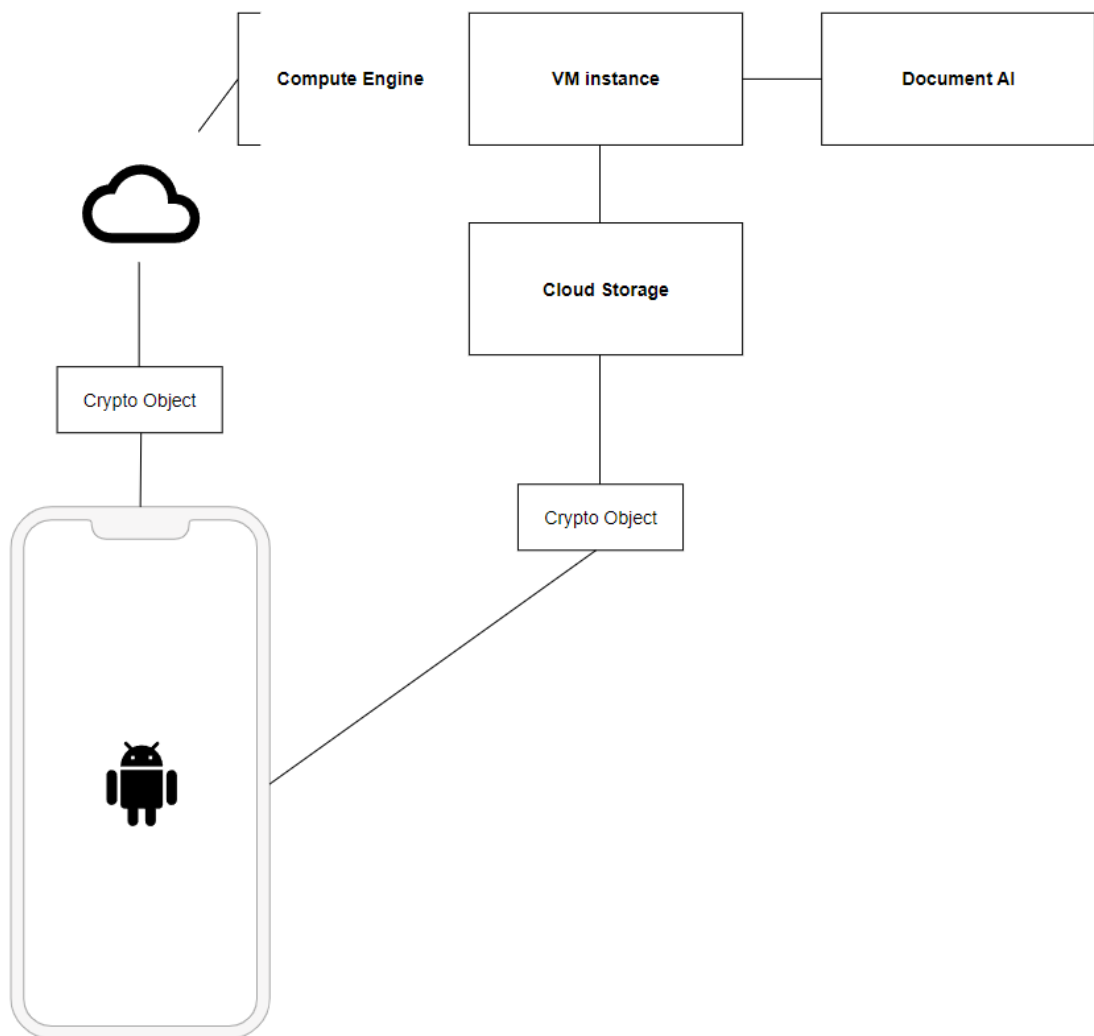 Compute Engine
VM instance
Document AI
Cloud Storage
Crypto Object
Crypto Object